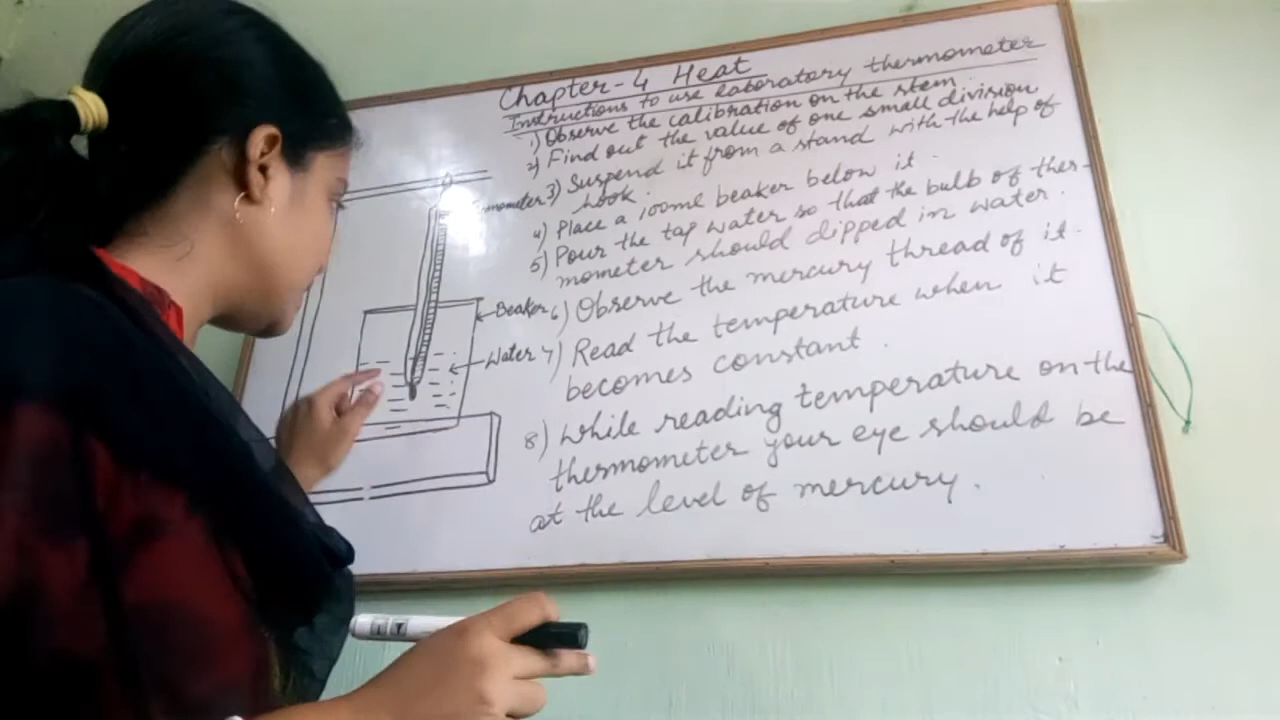 Chapter-4 Heat
Instructions to use laboratory thermometer
1) Observe the calibration on the stem.
2) Find out the value of one small division
3) Suspend it from a stand with the help of
hook.
4) Place a 100ml beaker below it.
5) Pour the tap water so that the bulb of ther-
mometer should dipped in water.
6) Observe the mercury thread of it.
7) Read the temperature when it
becomes constant.
8) While reading temperature on the
thermometer your eye should be
at the level of mercury.
Beaker
Water